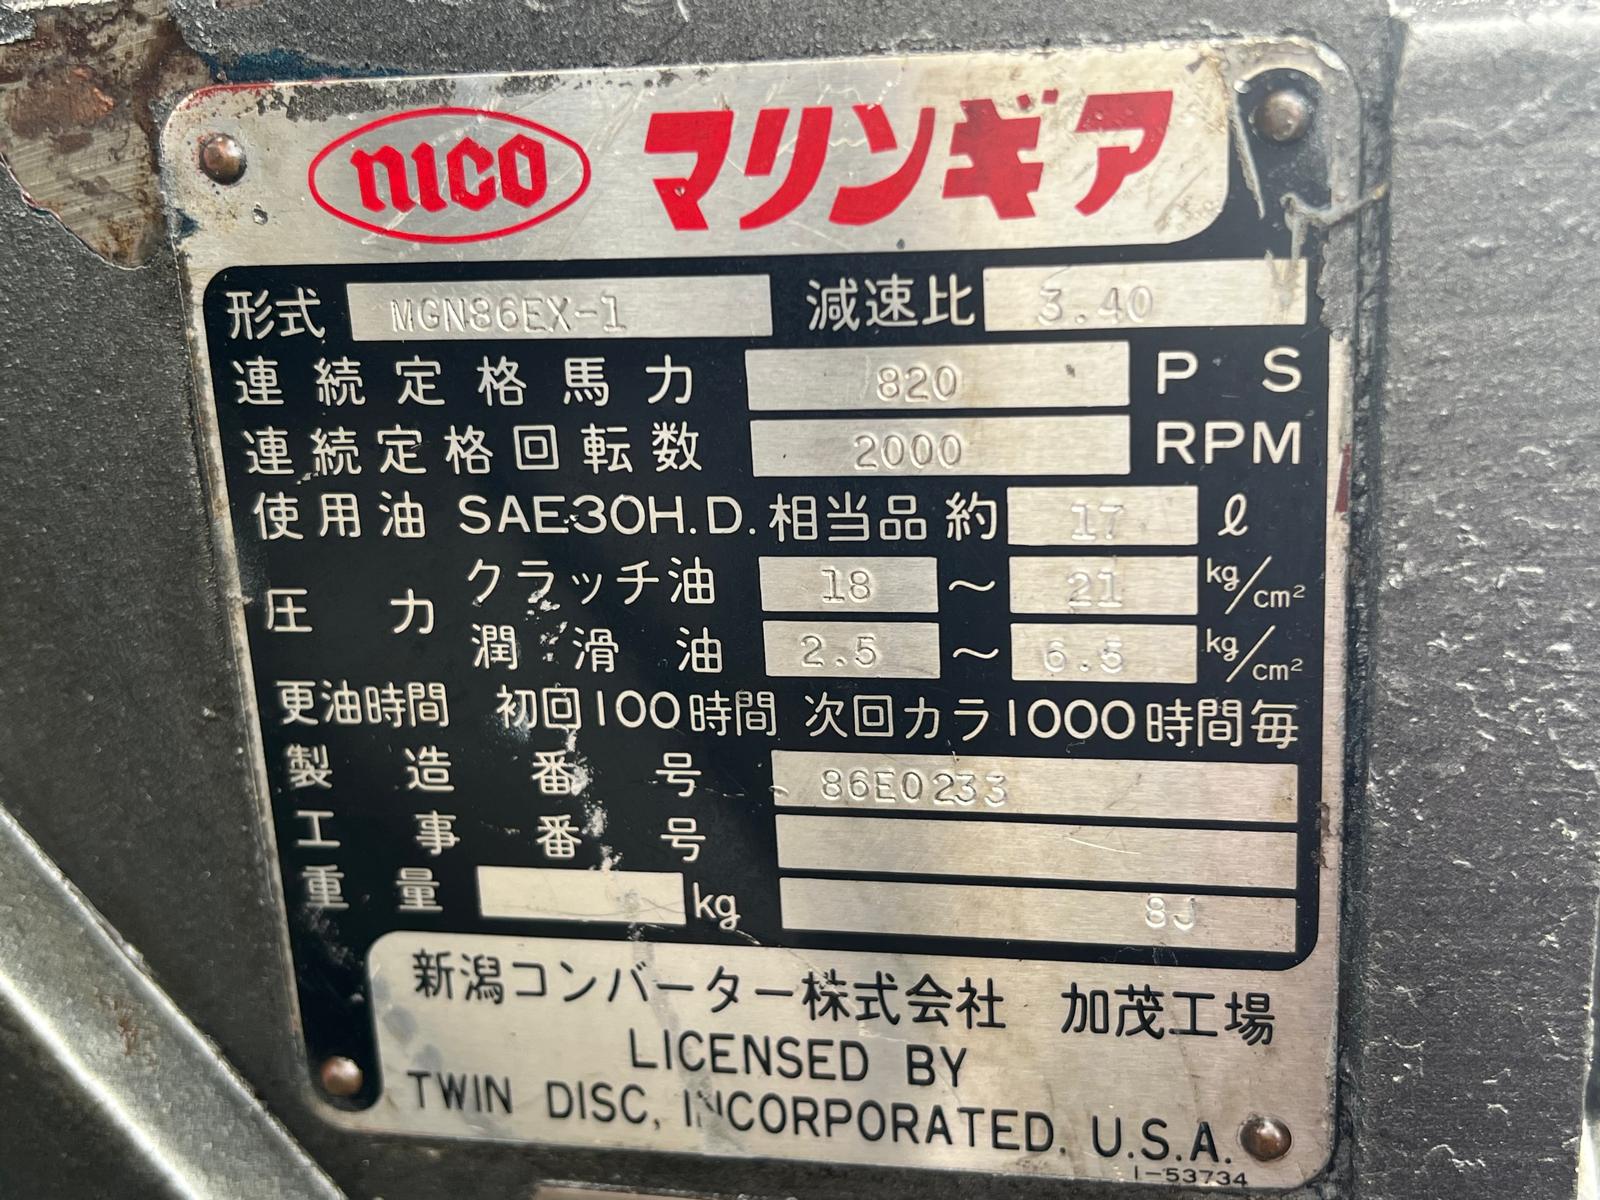 nico マリンギア
形式 MGN86EX-1 減速比 3.40
連続定格馬力 820 PS
連続定格回転数 2000 RPM
使用油 SAE30H.D.相当品 約 17 ℓ
圧力 クラッチ油 18 ～ 21 kg/cm²
潤滑油 2.5 ～ 6.5 kg/cm²
更油時間 初回100時間 次回カラ1000時間毎
製造番号 86E0233
工事番号
重量 kg 8J
新潟コンバーター株式会社 加茂工場
LICENSED BY
TWIN DISC, INCORPORATED, U.S.A.
1-53734